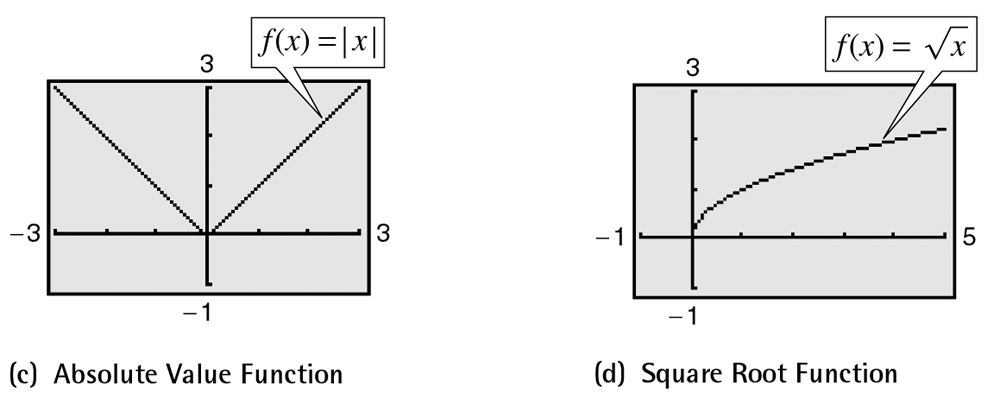 f(x) = |x|
3
−3
3
−1
(c) Absolute Value Function
f(x) = √x
3
−1
5
−1
(d) Square Root Function